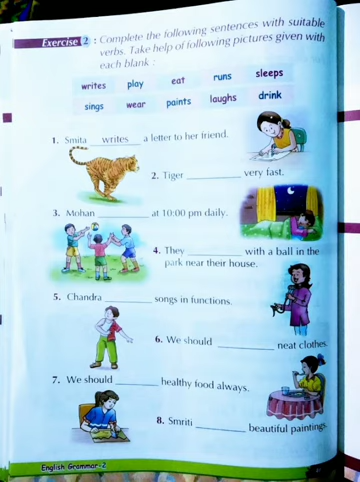 Exercise 2 : Complete the following sentences with suitable
verbs. Take help of following pictures given with
each blank :
writes play eat runs sleeps
sings wear paints laughs drink
1. Smita writes a letter to her friend.
2. Tiger __________ very fast.
3. Mohan __________ at 10:00 pm daily.
4. They __________ with a ball in the
park near their house.
5. Chandra __________ songs in functions.
6. We should __________ neat clothes.
7. We should __________ healthy food always.
8. Smriti __________ beautiful paintings.
English Grammar-2